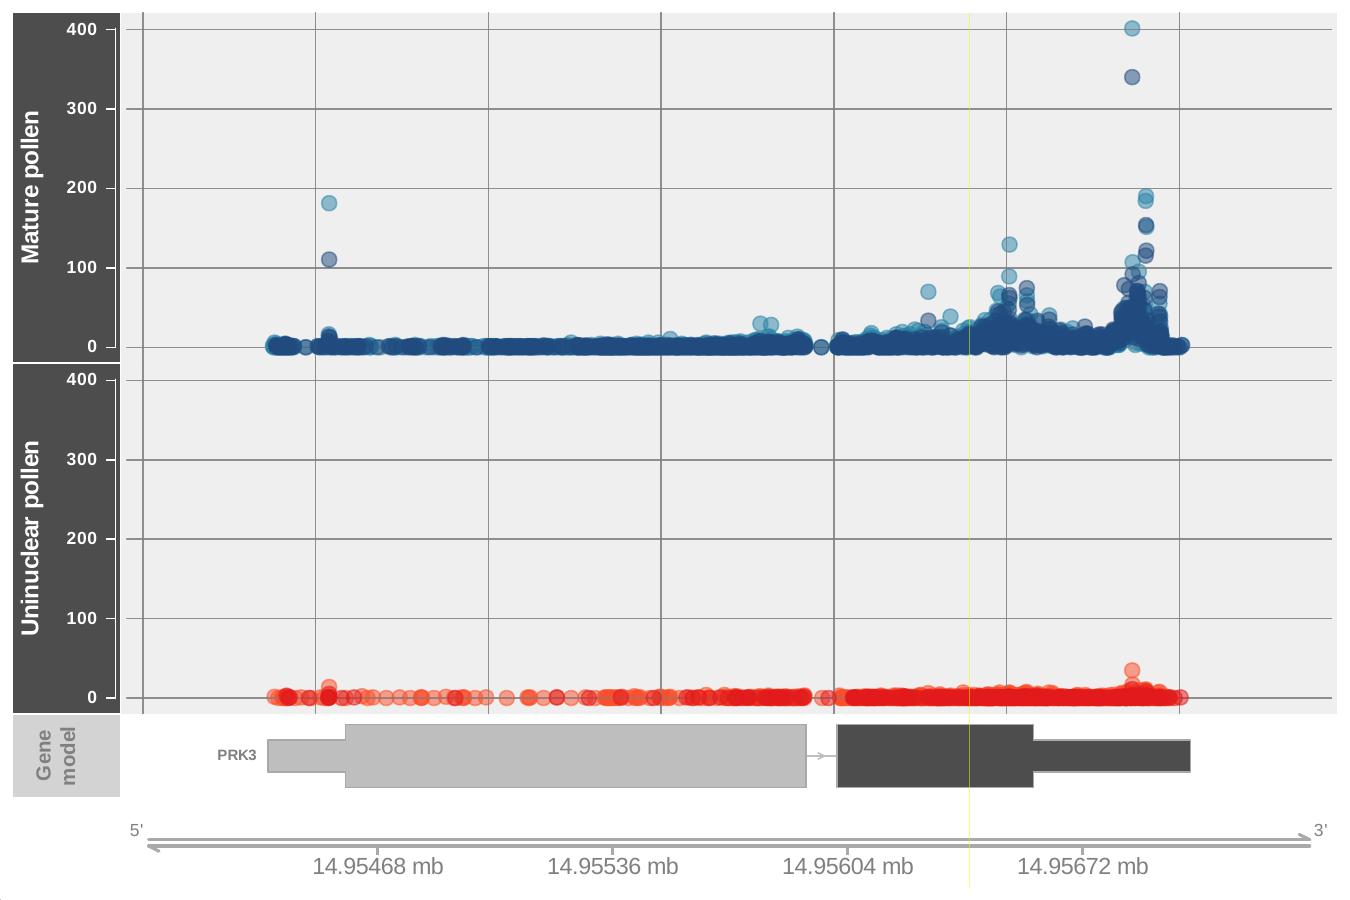 Mature pollen
400
300
200
100
0
Uninuclear pollen
400
300
200
100
0
Gene
model
PRK3
5'
3'
14.95468 mb
14.95536 mb
14.95604 mb
14.95672 mb